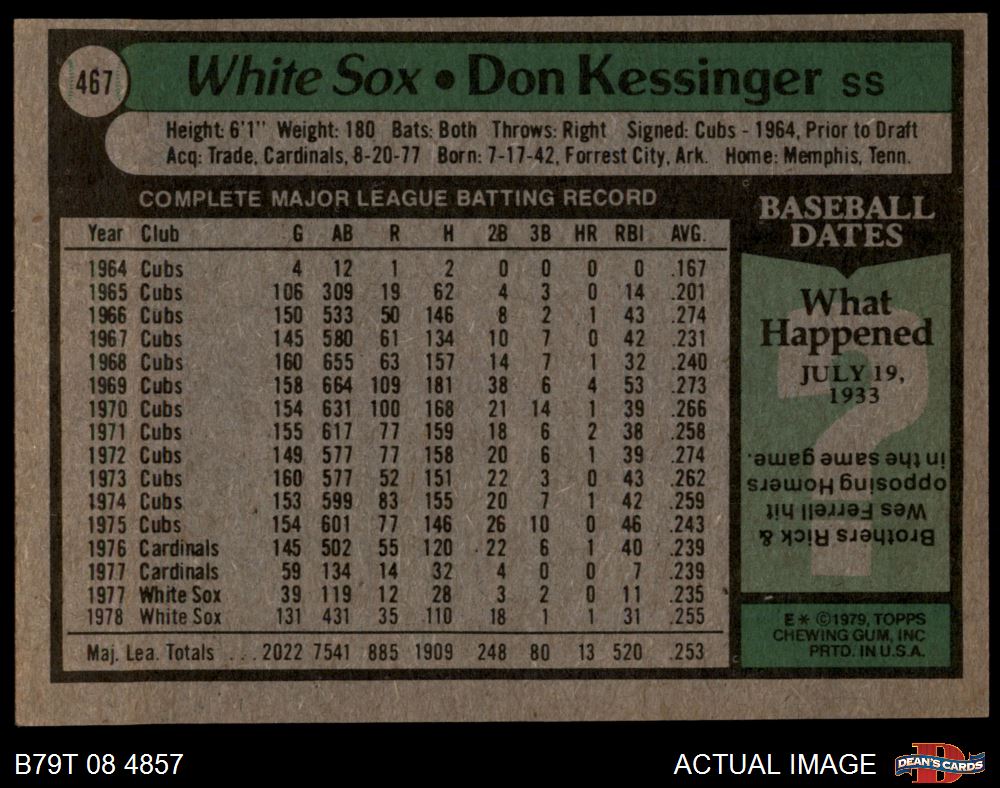 467
White Sox • Don Kessinger SS
Height: 6'1" Weight: 180 Bats: Both Throws: Right Signed: Cubs - 1964, Prior to Draft
Acq: Trade, Cardinals, 8-20-77 Born: 7-17-42, Forrest City, Ark. Home: Memphis, Tenn.
COMPLETE MAJOR LEAGUE BATTING RECORD
Year Club G AB R H 2B 3B HR RBI AVG.
1964 Cubs 4 12 1 2 0 0 0 0 .167
1965 Cubs 106 309 19 62 4 3 0 14 .201
1966 Cubs 150 533 50 146 8 2 1 43 .274
1967 Cubs 145 580 61 134 10 7 0 42 .231
1968 Cubs 160 655 63 157 14 7 1 32 .240
1969 Cubs 158 664 109 181 38 6 4 53 .273
1970 Cubs 154 631 100 168 21 14 1 39 .266
1971 Cubs 155 617 77 159 18 6 2 38 .258
1972 Cubs 149 577 77 158 20 6 1 39 .274
1973 Cubs 160 577 52 151 22 3 0 43 .262
1974 Cubs 153 599 83 155 20 7 1 42 .259
1975 Cubs 154 601 77 146 26 10 0 46 .243
1976 Cardinals 145 502 55 120 22 6 1 40 .239
1977 Cardinals 59 134 14 32 4 0 0 7 .239
1977 White Sox 39 119 12 28 3 2 0 11 .235
1978 White Sox 131 431 35 110 18 1 1 31 .255
Maj. Lea. Totals ...2022 7541 885 1909 248 80 13 520 .253
BASEBALL
DATES
What
Happened
JULY 19,
1933
?
Brothers Rick &
Wes Ferrell hit
opposing Homers
in the same game.
E* ©1979, TOPPS
CHEWING GUM, INC
PRTD. IN U.S.A.
B79T 08 4857
ACTUAL IMAGE
D
DEAN'S CARDS